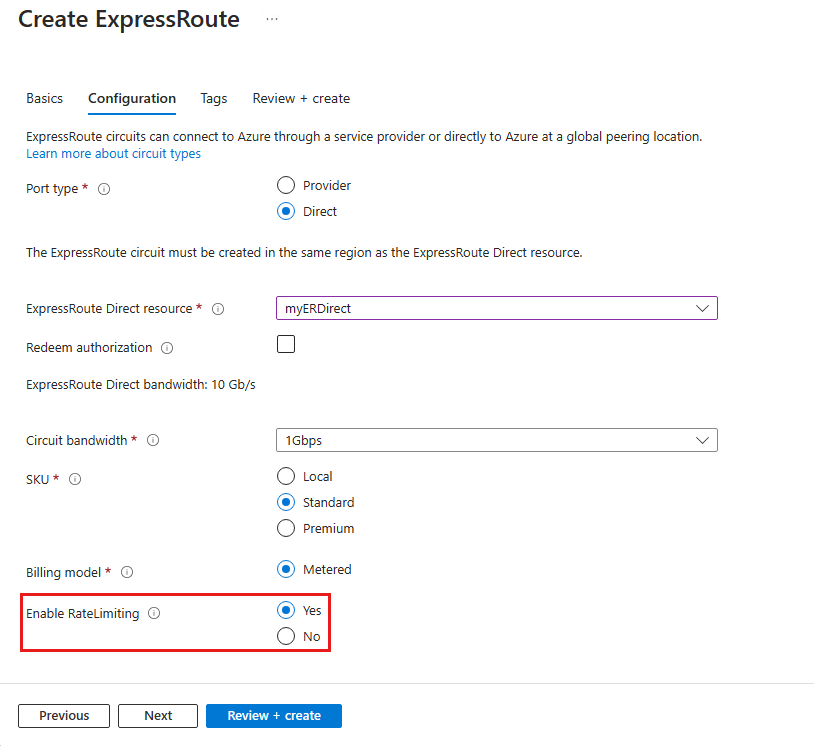 Create ExpressRoute ...
Basics Configuration Tags Review + create
ExpressRoute circuits can connect to Azure through a service provider or directly to Azure at a global peering location.
Learn more about circuit types
Port type *
Provider
Direct
The ExpressRoute circuit must be created in the same region as the ExpressRoute Direct resource.
ExpressRoute Direct resource * myERDirect
Redeem authorization
ExpressRoute Direct bandwidth: 10 Gb/s
Circuit bandwidth * 1Gbps
SKU *
Local
Standard
Premium
Billing model * Metered
Enable RateLimiting
Yes
No
Previous Next Review + create